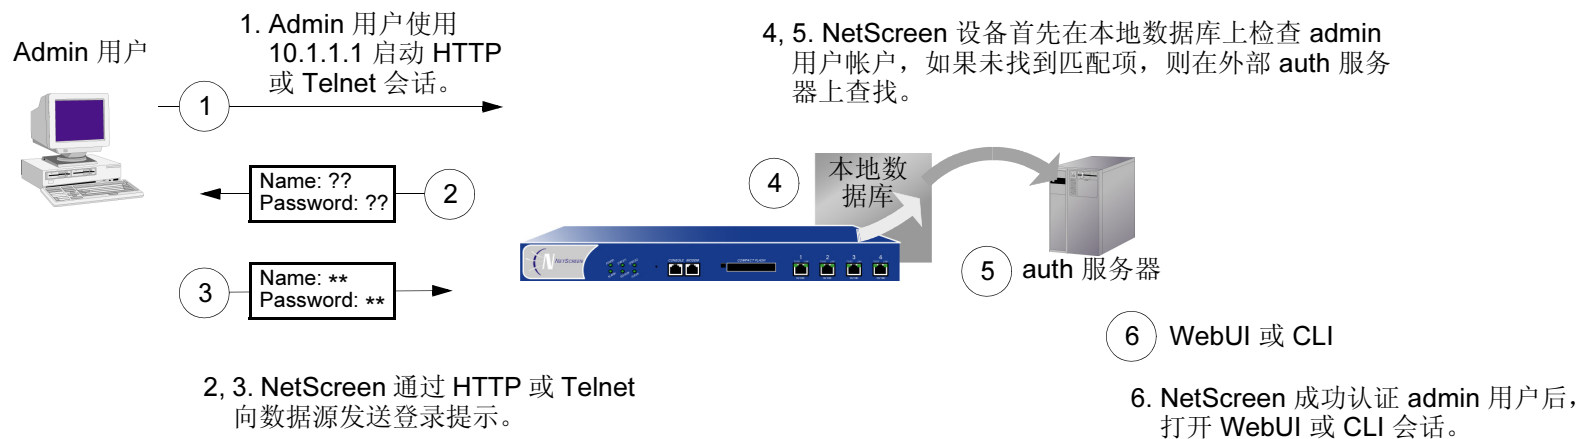 1. Admin 用户使用
10.1.1.1 启动 HTTP
或 Telnet 会话。
Admin 用户
1
4, 5. NetScreen 设备首先在本地数据库上检查 admin
用户帐户，如果未找到匹配项，则在外部 auth 服务
器上查找。
Name: ??
Password: ??
2
4
本地数
据库
NETSCREEN
1 2 3 4
Name: **
Password: **
3
5
auth 服务器
6
WebUI 或 CLI
2, 3. NetScreen 通过 HTTP 或 Telnet
向数据源发送登录提示。
6. NetScreen 成功认证 admin 用户后，
打开 WebUI 或 CLI 会话。